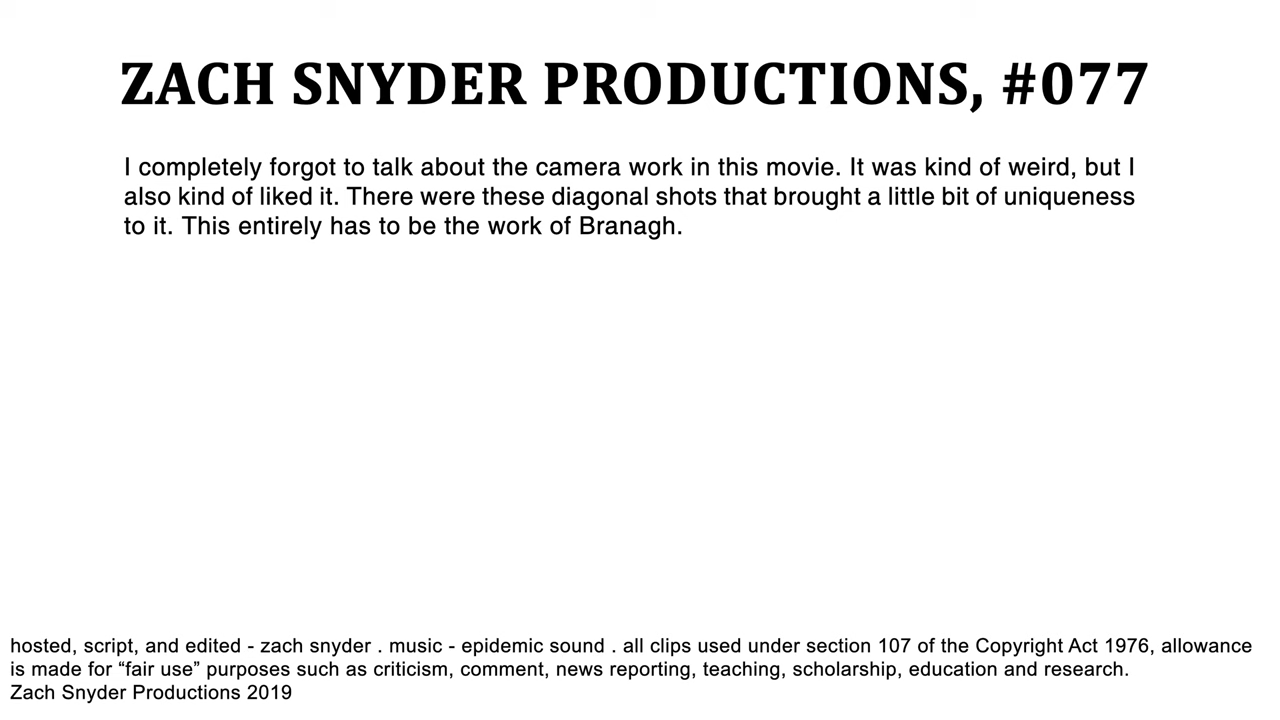 ZACH SNYDER PRODUCTIONS, #077
I completely forgot to talk about the camera work in this movie. It was kind of weird, but I
also kind of liked it. There were these diagonal shots that brought a little bit of uniqueness
to it. This entirely has to be the work of Branagh.
hosted, script, and edited - zach snyder . music - epidemic sound . all clips used under section 107 of the Copyright Act 1976, allowance
is made for “fair use” purposes such as criticism, comment, news reporting, teaching, scholarship, education and research.
Zach Snyder Productions 2019